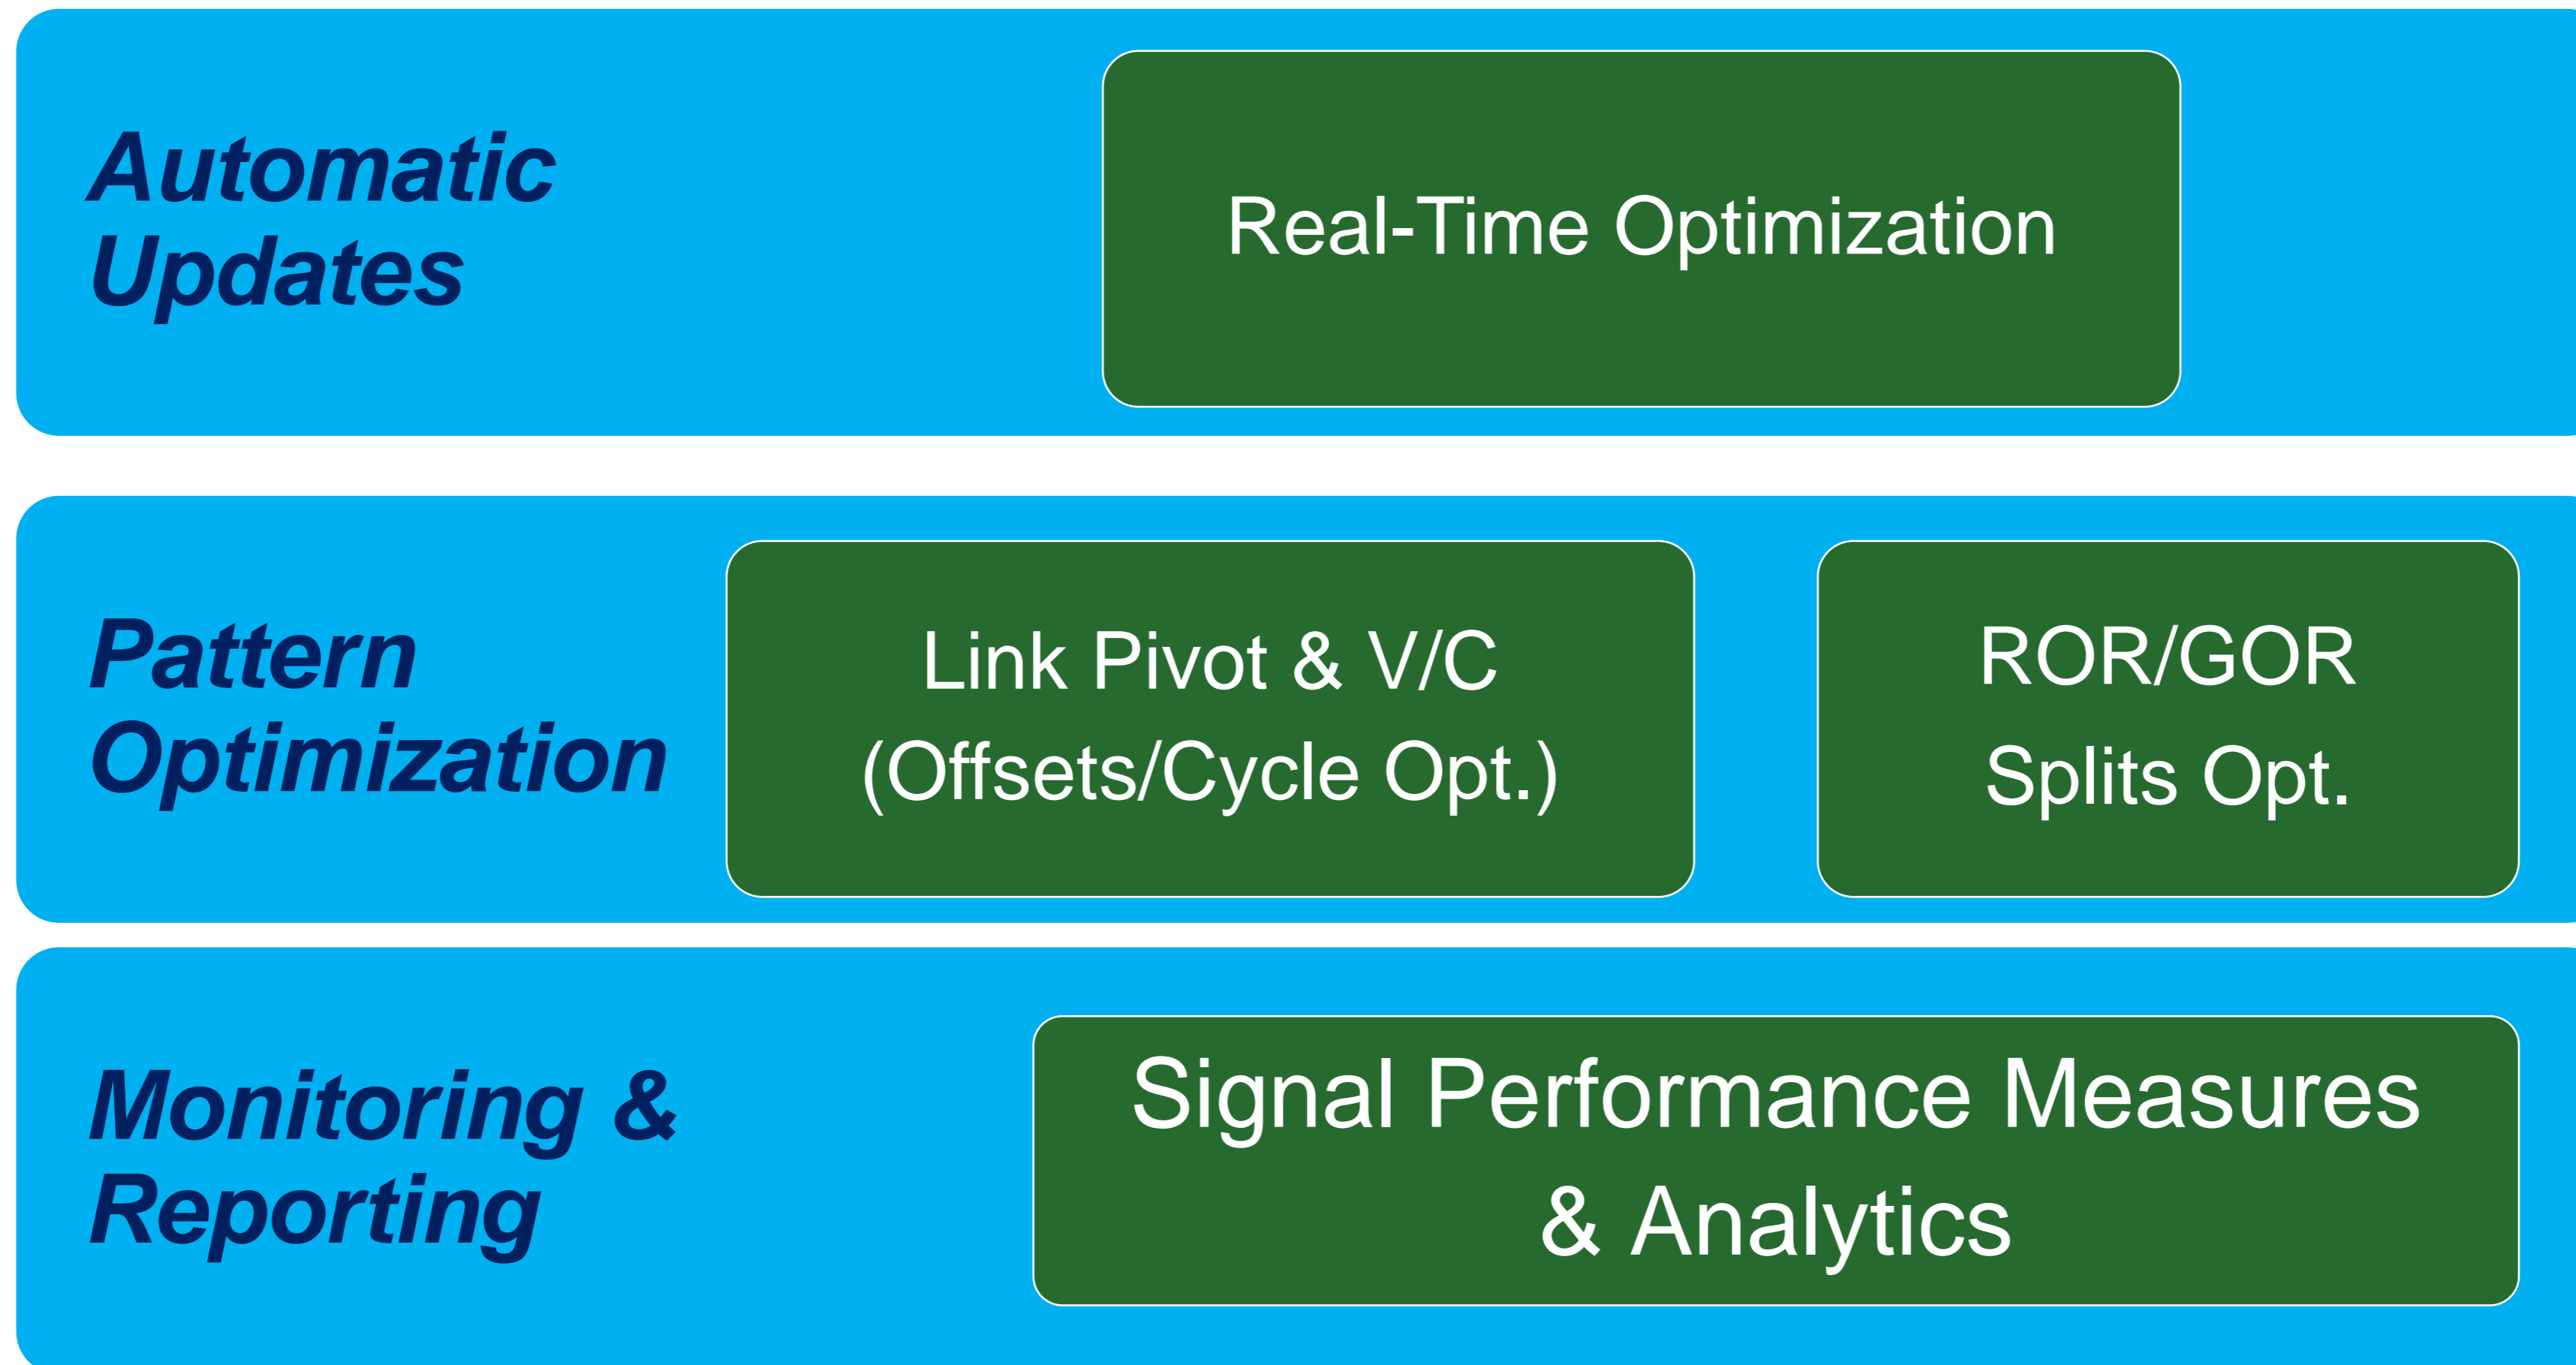 Automatic
Updates
Real-Time Optimization
Pattern
Optimization
Link Pivot & V/C
(Offsets/Cycle Opt.)
ROR/GOR
Splits Opt.
Monitoring &
Reporting
Signal Performance Measures
& Analytics